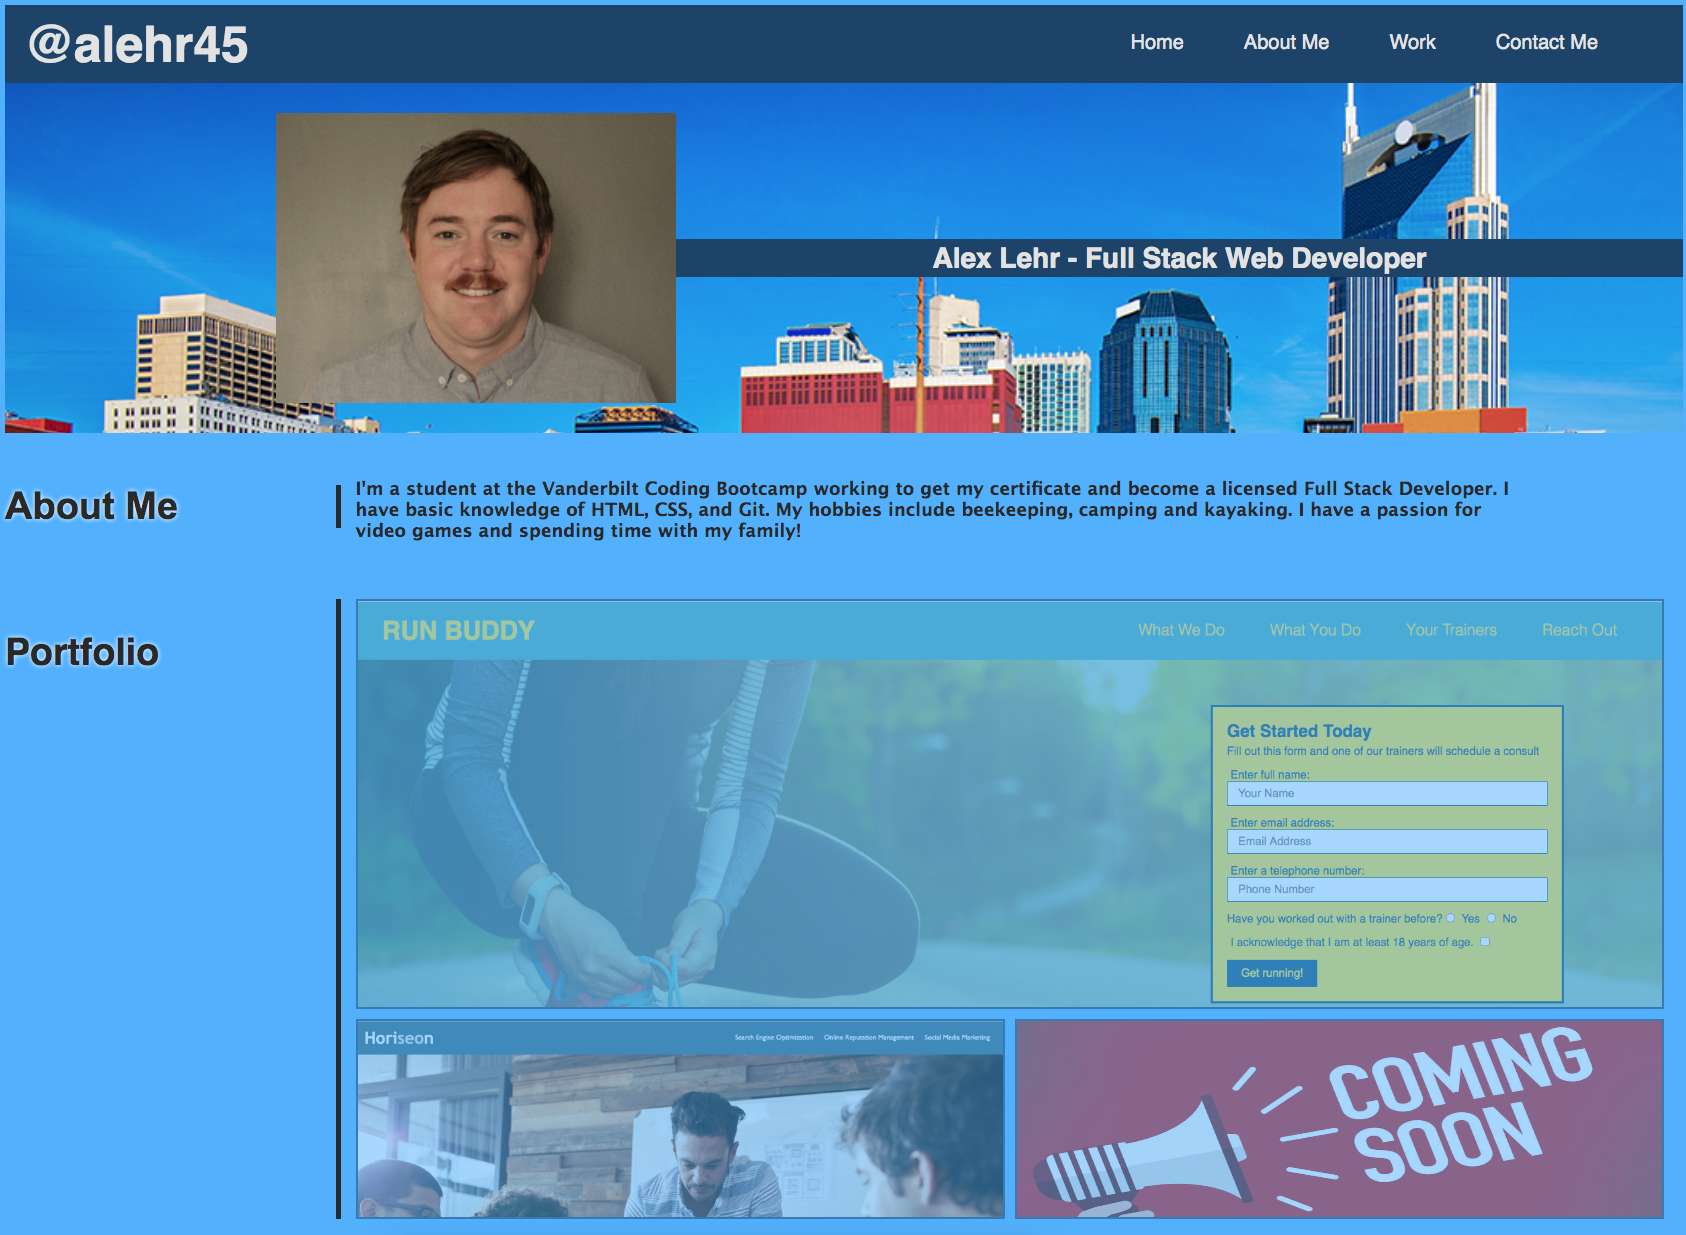 @alehr45
Home About Me Work Contact Me
Alex Lehr - Full Stack Web Developer
About Me
I'm a student at the Vanderbilt Coding Bootcamp working to get my certificate and become a licensed Full Stack Developer. I
have basic knowledge of HTML, CSS, and Git. My hobbies include beekeeping, camping and kayaking. I have a passion for
video games and spending time with my family!
Portfolio
RUN BUDDY
What We Do What You Do Your Trainers Reach Out
Get Started Today
Fill out this form and one of our trainers will schedule a consult
Enter full name:
Your Name
Enter email address:
Email Address
Enter a telephone number:
Phone Number
Have you worked out with a trainer before? Yes No
I acknowledge that I am at least 18 years of age.
Get running!
Horiseon
Search Engine Optimization Online Reputation Management Social Media Marketing
COMING
SOON